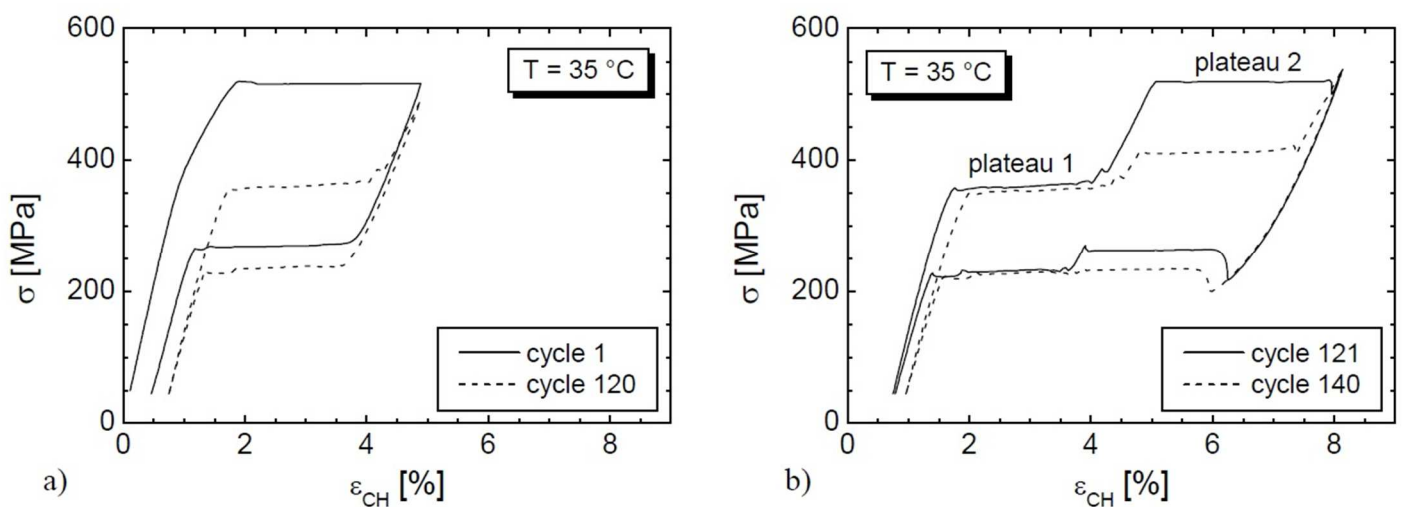 600
400
200
0
σ [MPa]
T = 35 °C
cycle 1
cycle 120
0 2 4 6 8
a)
ε_CH [%]
600
400
200
0
σ [MPa]
T = 35 °C
plateau 2
plateau 1
cycle 121
cycle 140
0 2 4 6 8
b)
ε_CH [%]